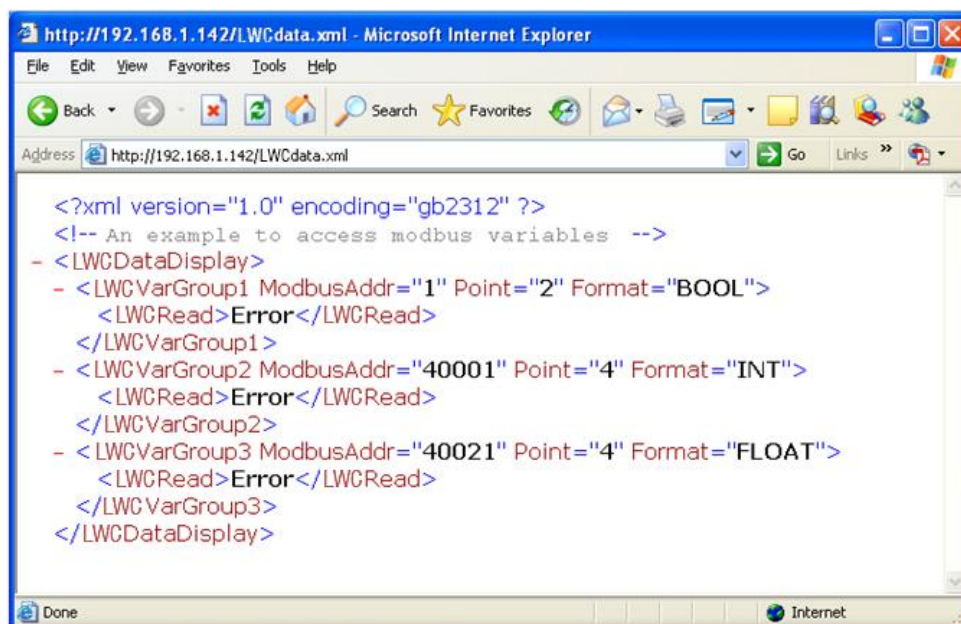 http://192.168.1.142/LWCdata.xml - Microsoft Internet Explorer
File Edit View Favorites Tools Help
Back Search Favorites
Address http://192.168.1.142/LWCdata.xml Go Links »
<?xml version="1.0" encoding="gb2312" ?>
<!-- An example to access modbus variables -->
- <LWCDataDisplay>
- <LWCVarGroup1 ModbusAddr="1" Point="2" Format="BOOL">
<LWCRead>Error</LWCRead>
</LWCVarGroup1>
- <LWCVarGroup2 ModbusAddr="40001" Point="4" Format="INT">
<LWCRead>Error</LWCRead>
</LWCVarGroup2>
- <LWCVarGroup3 ModbusAddr="40021" Point="4" Format="FLOAT">
<LWCRead>Error</LWCRead>
</LWCVarGroup3>
</LWCDataDisplay>
Done Internet